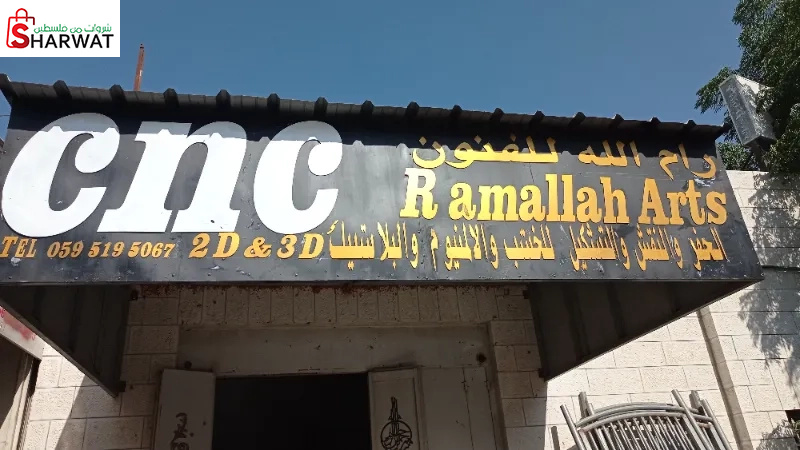 شروات من فلسطين
SHARWAT
cnc
رام الله للفنون
Ramallah Arts
TEL 059 519 5067 2D & 3D
الحفر والنقش والتشكيل للخشب والالمنيوم والبلاستيك